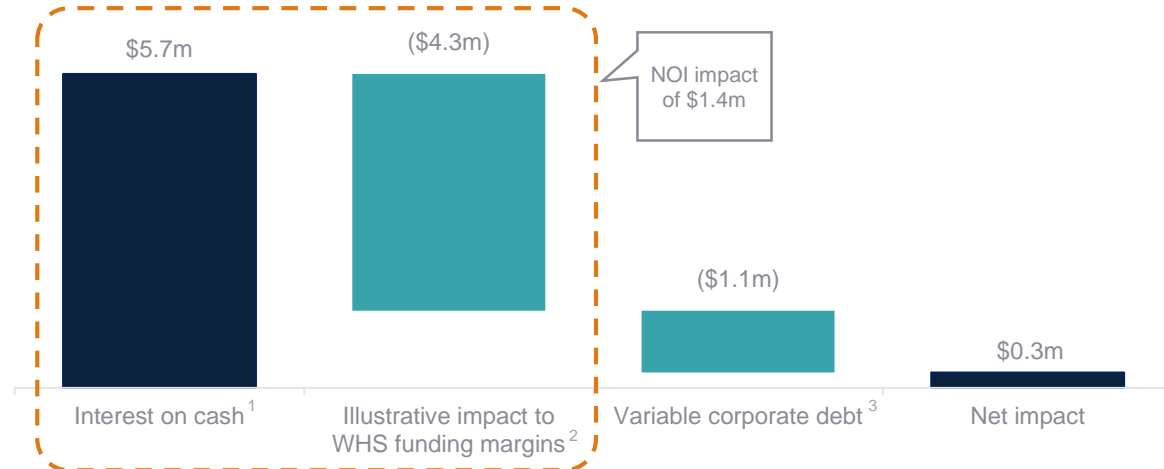 $5.7m
($4.3m)
NOI impact
of $1.4m
($1.1m)
$0.3m
Interest on cash 1
Illustrative impact to
WHS funding margins 2
Variable corporate debt 3
Net impact